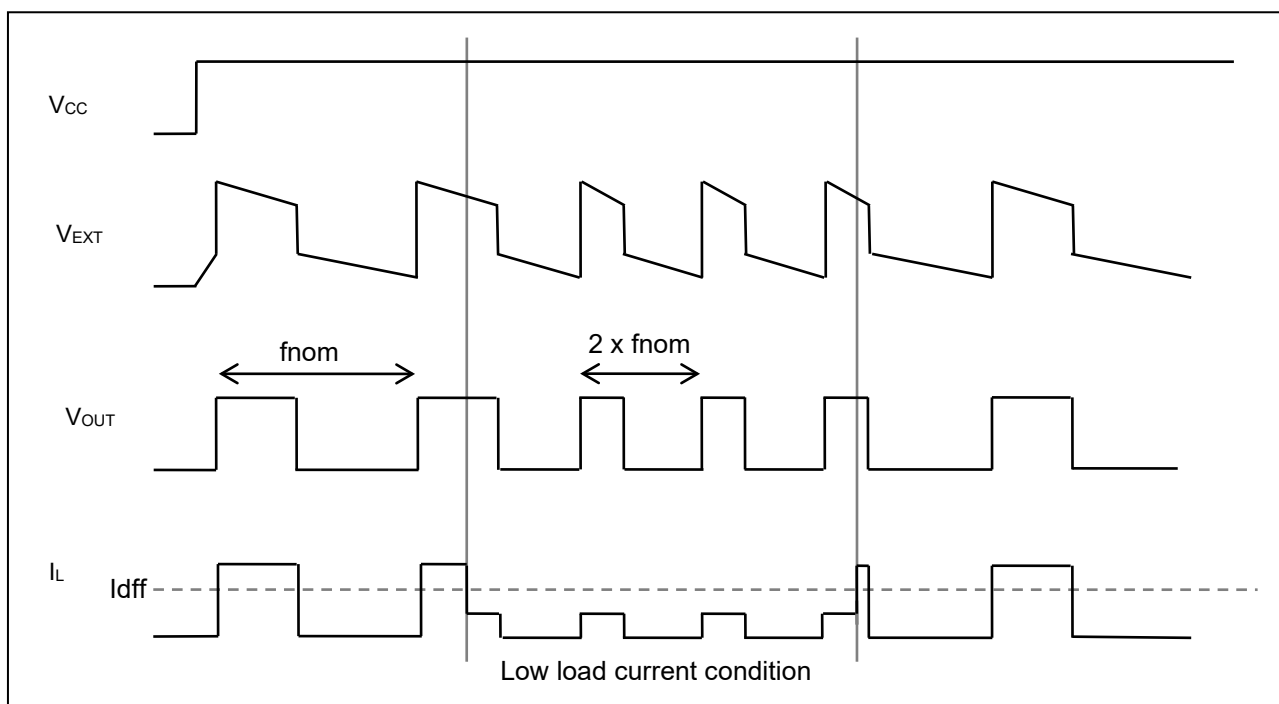 VCC
VEXT
fnom
2 x fnom
VOUT
IL
Idff
Low load current condition